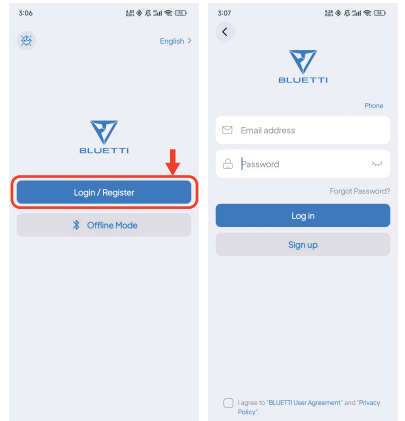 3:06
English >
BLUETTI
Login / Register
Offline Mode
3:07
BLUETTI
Phone
Email address
Password
Forgot Password?
Log in
Sign up
I agree to "BLUETTI User Agreement" and "Privacy
Policy".